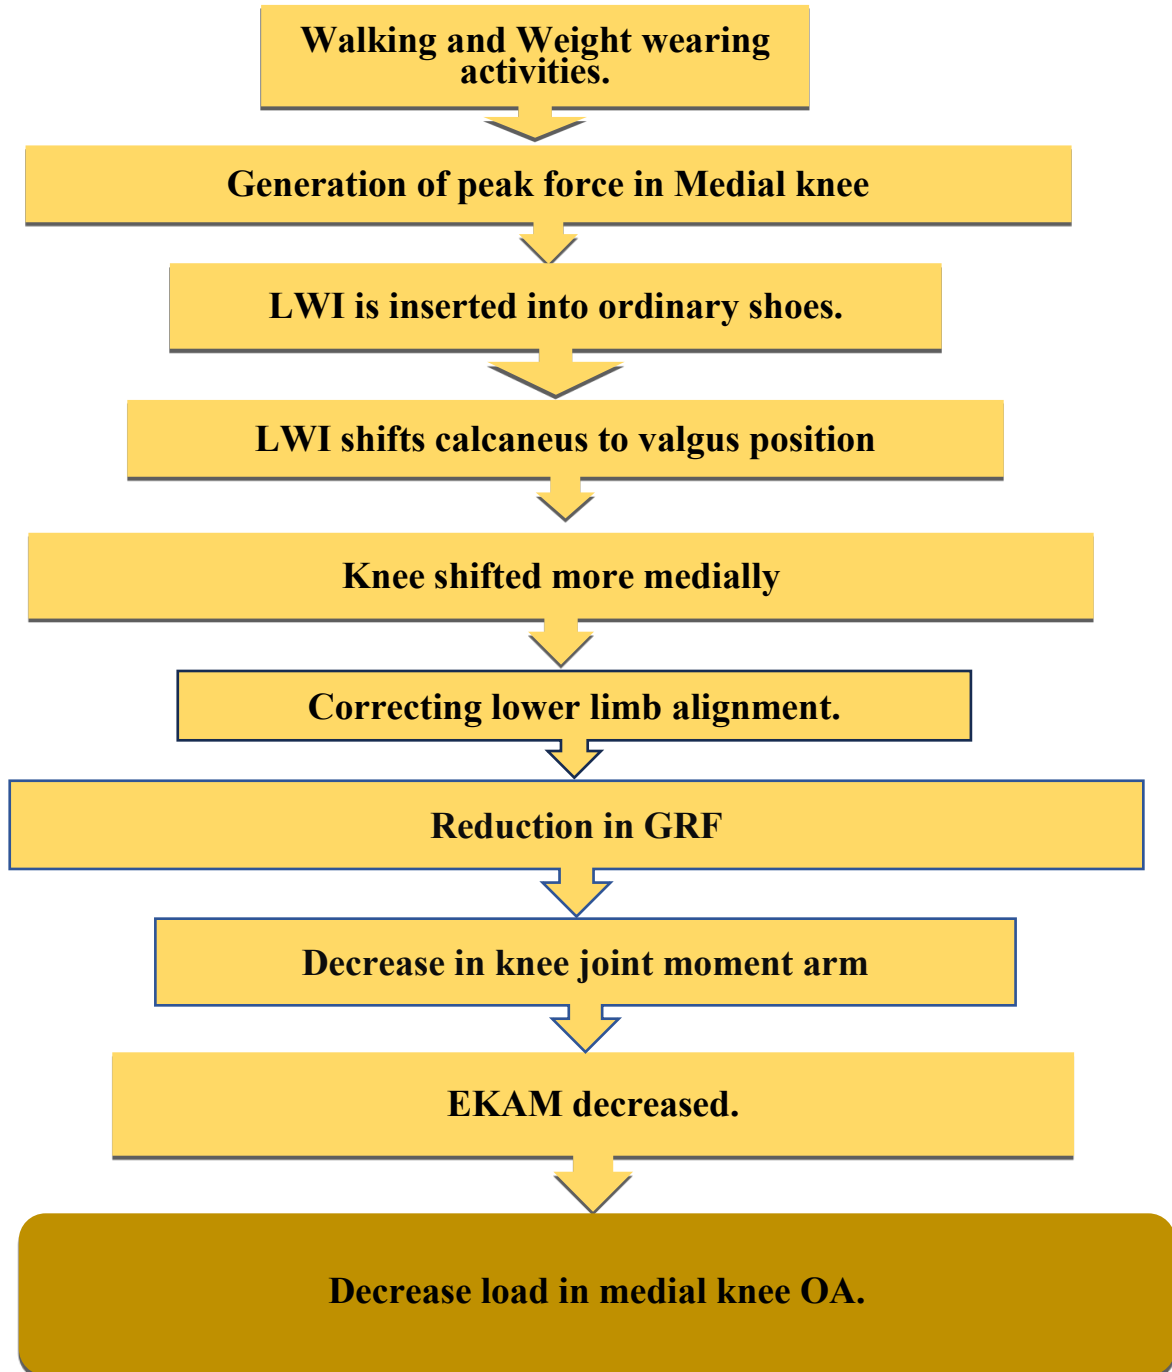 Walking and Weight wearing
activities.
Generation of peak force in Medial knee
LWI is inserted into ordinary shoes.
LWI shifts calcaneus to valgus position
Knee shifted more medially
Correcting lower limb alignment.
Reduction in GRF
Decrease in knee joint moment arm
EKAM decreased.
Decrease load in medial knee OA.